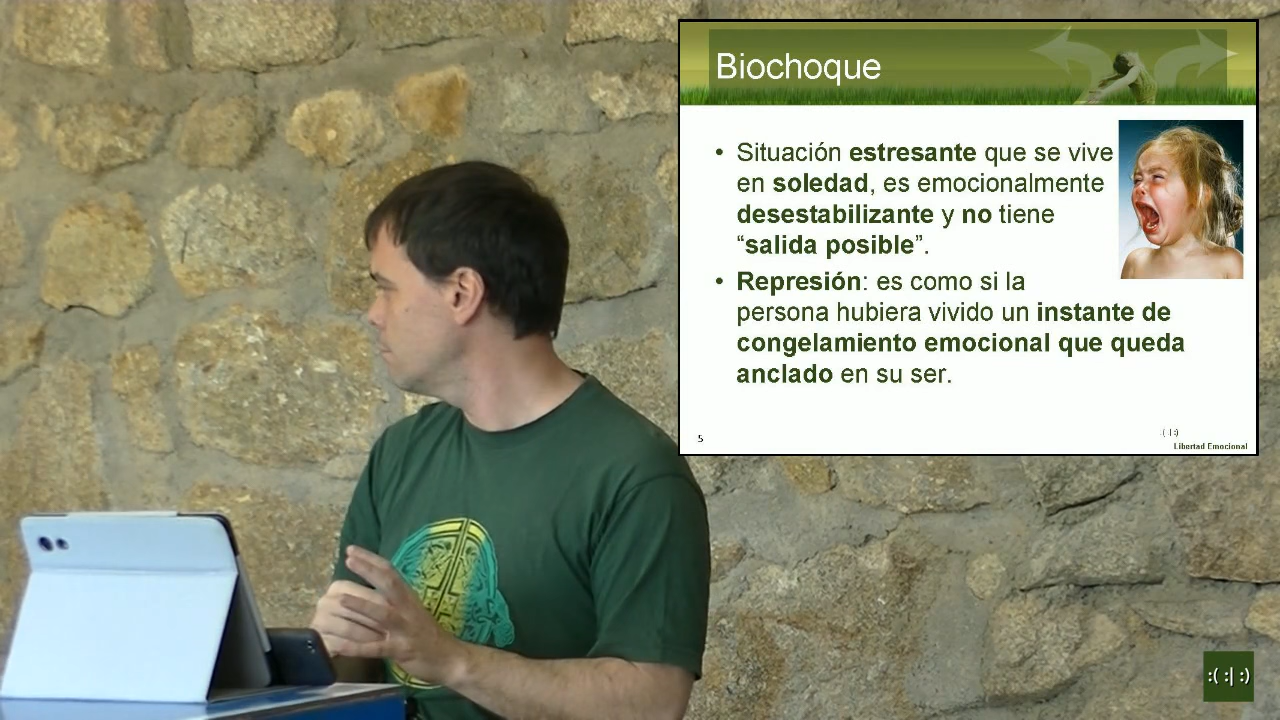 Biochoque
• Situación estresante que se vive
en soledad, es emocionalmente
desestabilizante y no tiene
“salida posible”.
• Represión: es como si la
persona hubiera vivido un instante de
congelamiento emocional que queda
anclado en su ser.
5
:(:|:)
Libertad Emocional
:( :| :)